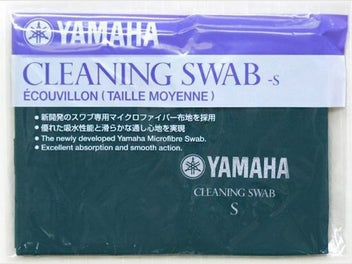 YAMAHA
CLEANING SWAB -S
ÉCOUVILLON ( TAILLE MOYENNE )
● 新開発のスワブ専用マイクロファイバー布地を採用
● 優れた吸水性能と滑らかな通し心地を実現
● The newly developed Yamaha Microfibre Swab.
● Excellent absorption and smooth action.
YAMAHA
CLEANING SWAB
S